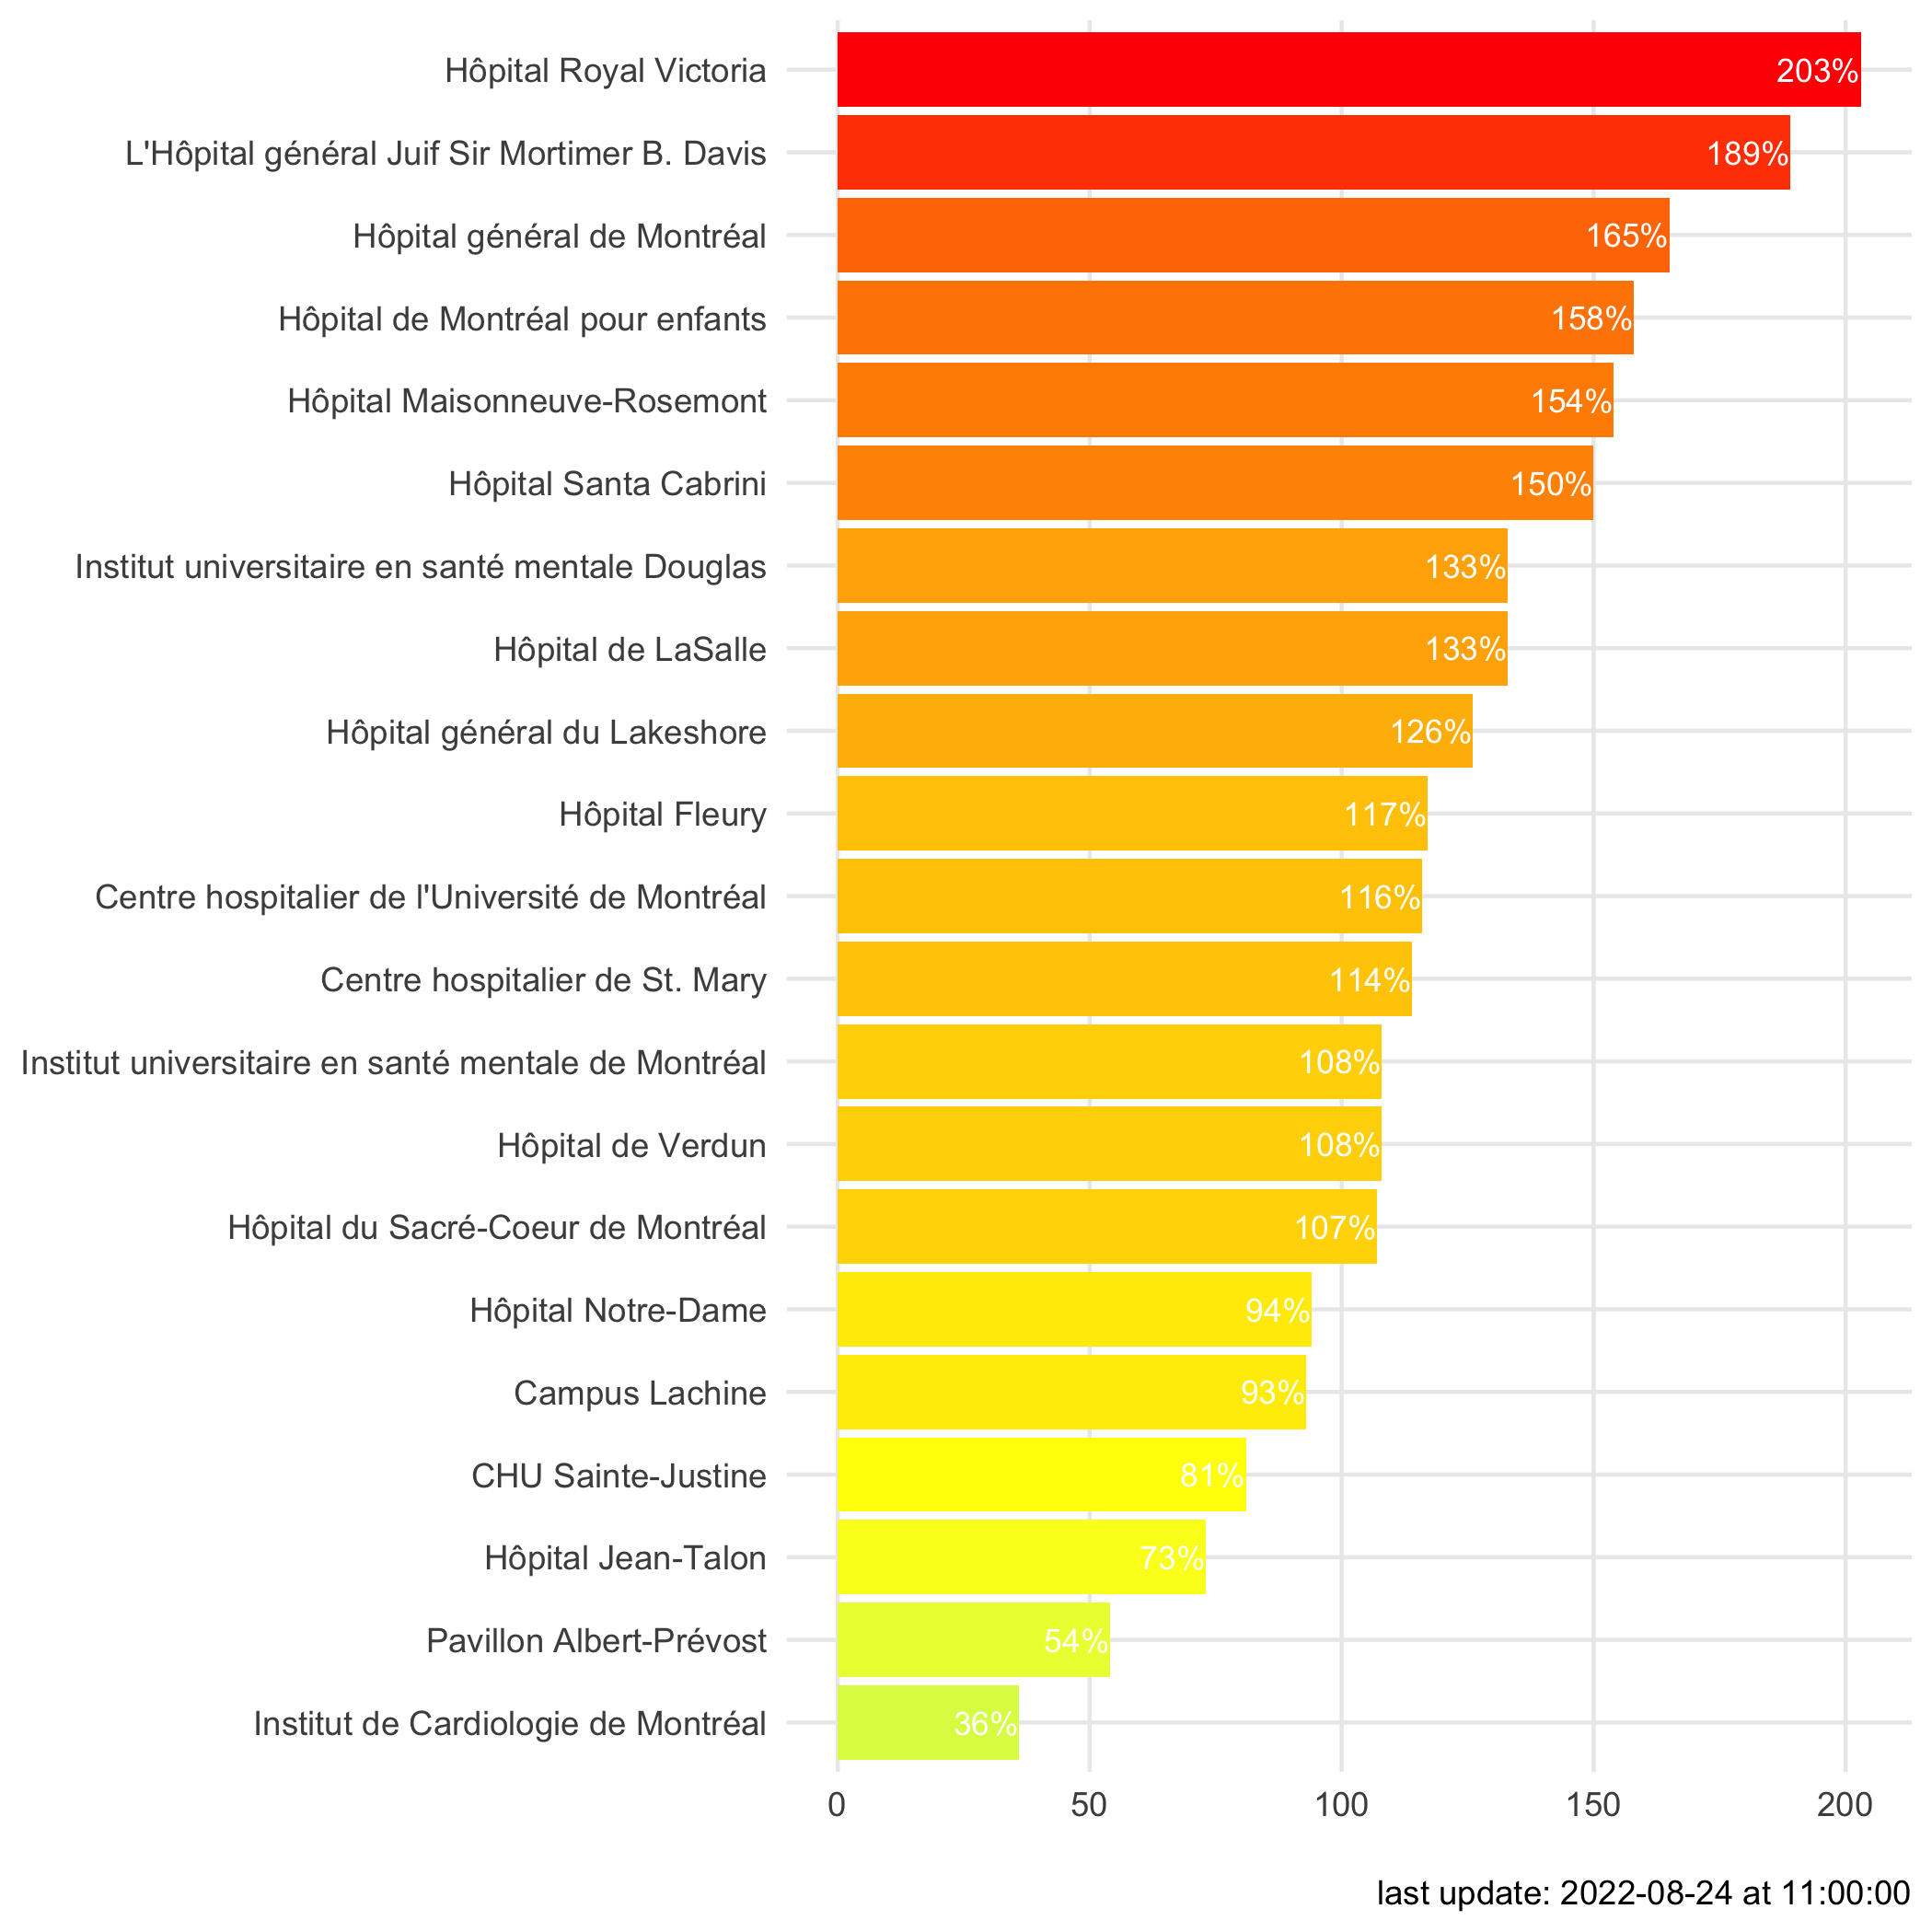 Hôpital Royal Victoria 203%
L'Hôpital général Juif Sir Mortimer B. Davis 189%
Hôpital général de Montréal 165%
Hôpital de Montréal pour enfants 158%
Hôpital Maisonneuve-Rosemont 154%
Hôpital Santa Cabrini 150%
Institut universitaire en santé mentale Douglas 133%
Hôpital de LaSalle 133%
Hôpital général du Lakeshore 126%
Hôpital Fleury 117%
Centre hospitalier de l'Université de Montréal 116%
Centre hospitalier de St. Mary 114%
Institut universitaire en santé mentale de Montréal 108%
Hôpital de Verdun 108%
Hôpital du Sacré-Coeur de Montréal 107%
Hôpital Notre-Dame 94%
Campus Lachine 93%
CHU Sainte-Justine 81%
Hôpital Jean-Talon 73%
Pavillon Albert-Prévost 54%
Institut de Cardiologie de Montréal 36%
0 50 100 150 200
last update: 2022-08-24 at 11:00:00